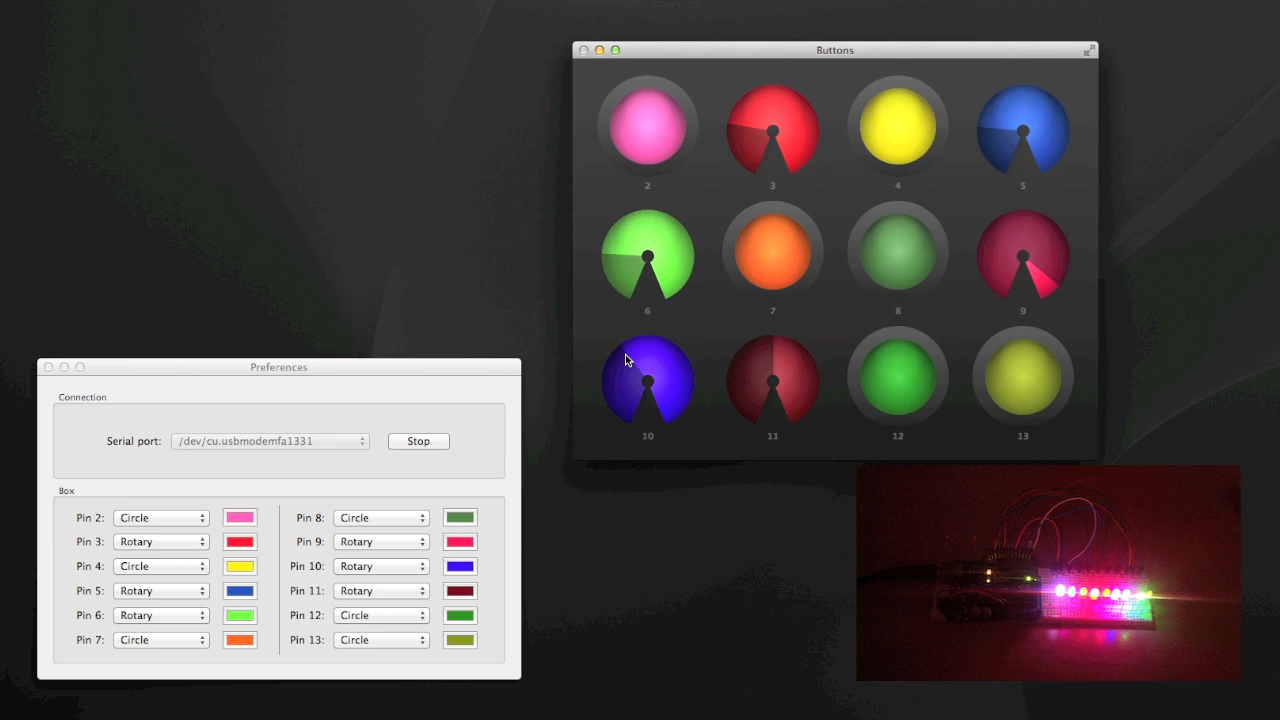 Buttons
2 3 4 5
6 7 8 9
10 11 12 13
Preferences
Connection
Serial port: /dev/cu.usbmodemfa1331 Stop
Box
Pin 2: Circle Pin 8: Circle
Pin 3: Rotary Pin 9: Rotary
Pin 4: Circle Pin 10: Rotary
Pin 5: Rotary Pin 11: Rotary
Pin 6: Rotary Pin 12: Circle
Pin 7: Circle Pin 13: Circle